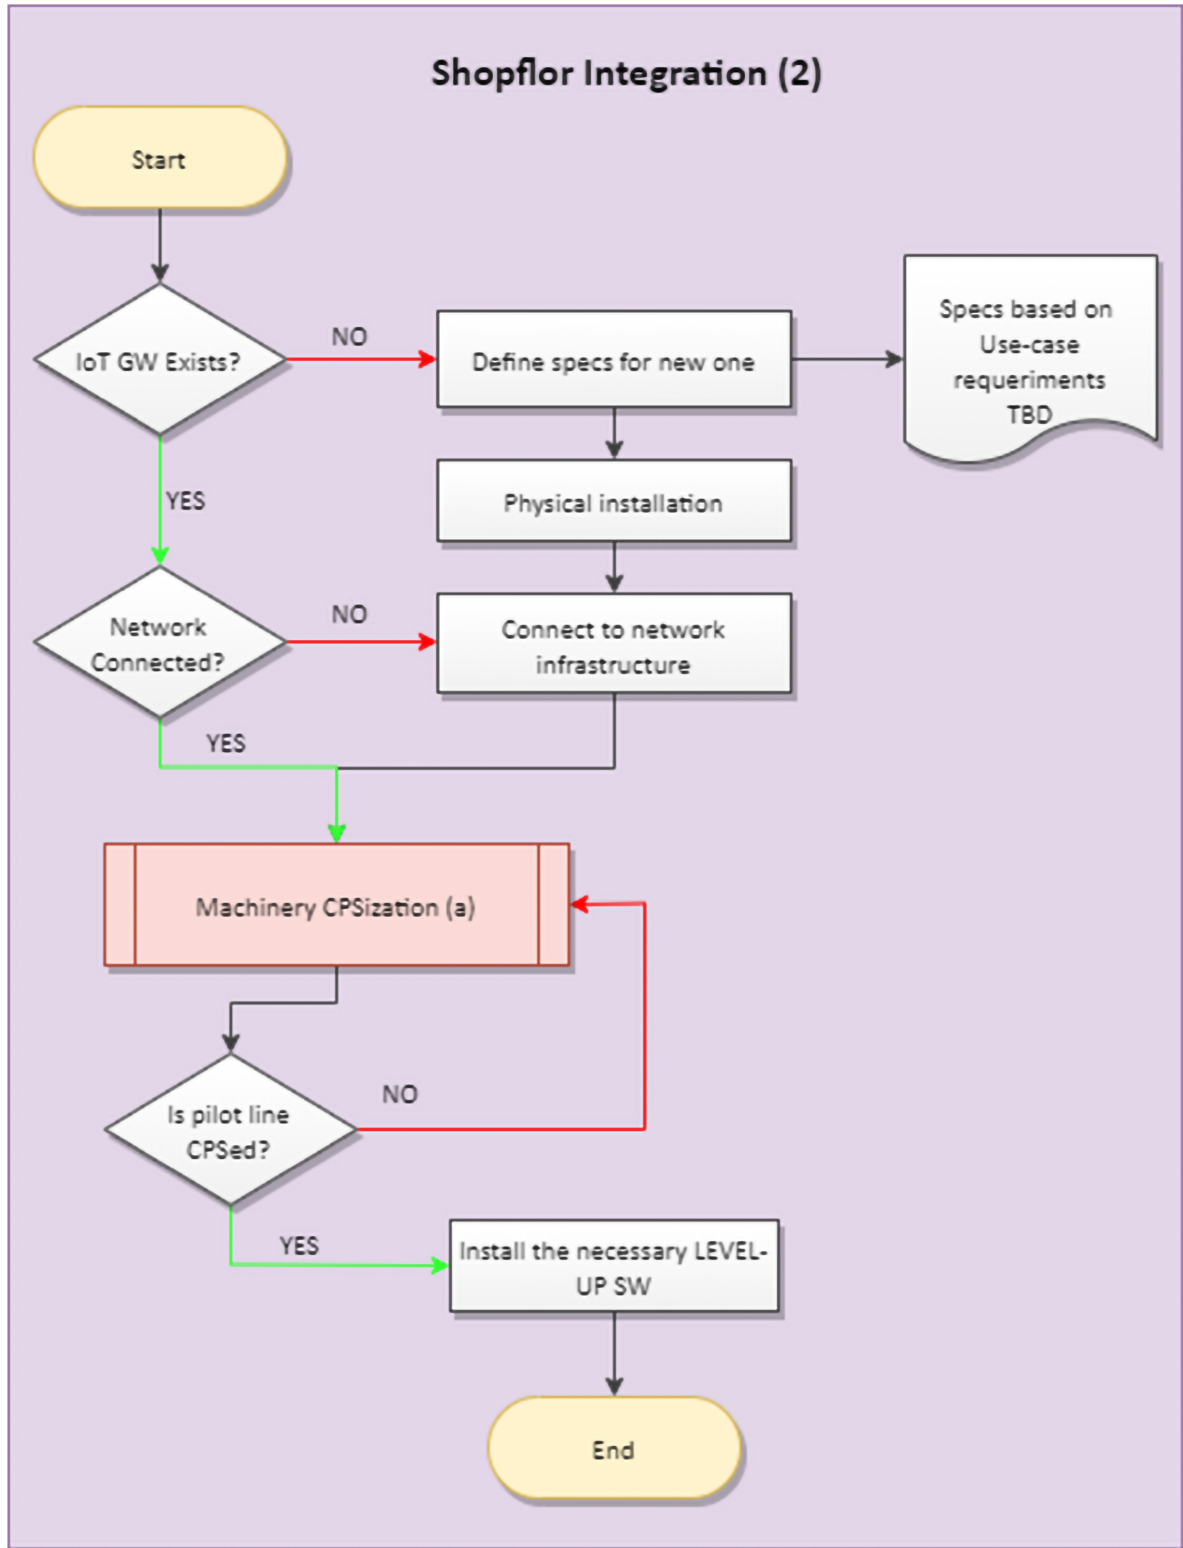 Shopflor Integration (2)
Start
IoT GW Exists?
NO
Define specs for new one
Specs based on
Use-case
requeriments
TBD
YES
Physical installation
Network
Connected?
NO
Connect to network
infrastructure
YES
Machinery CPSization (a)
Is pilot line
CPSed?
NO
YES
Install the necessary LEVEL-
UP SW
End